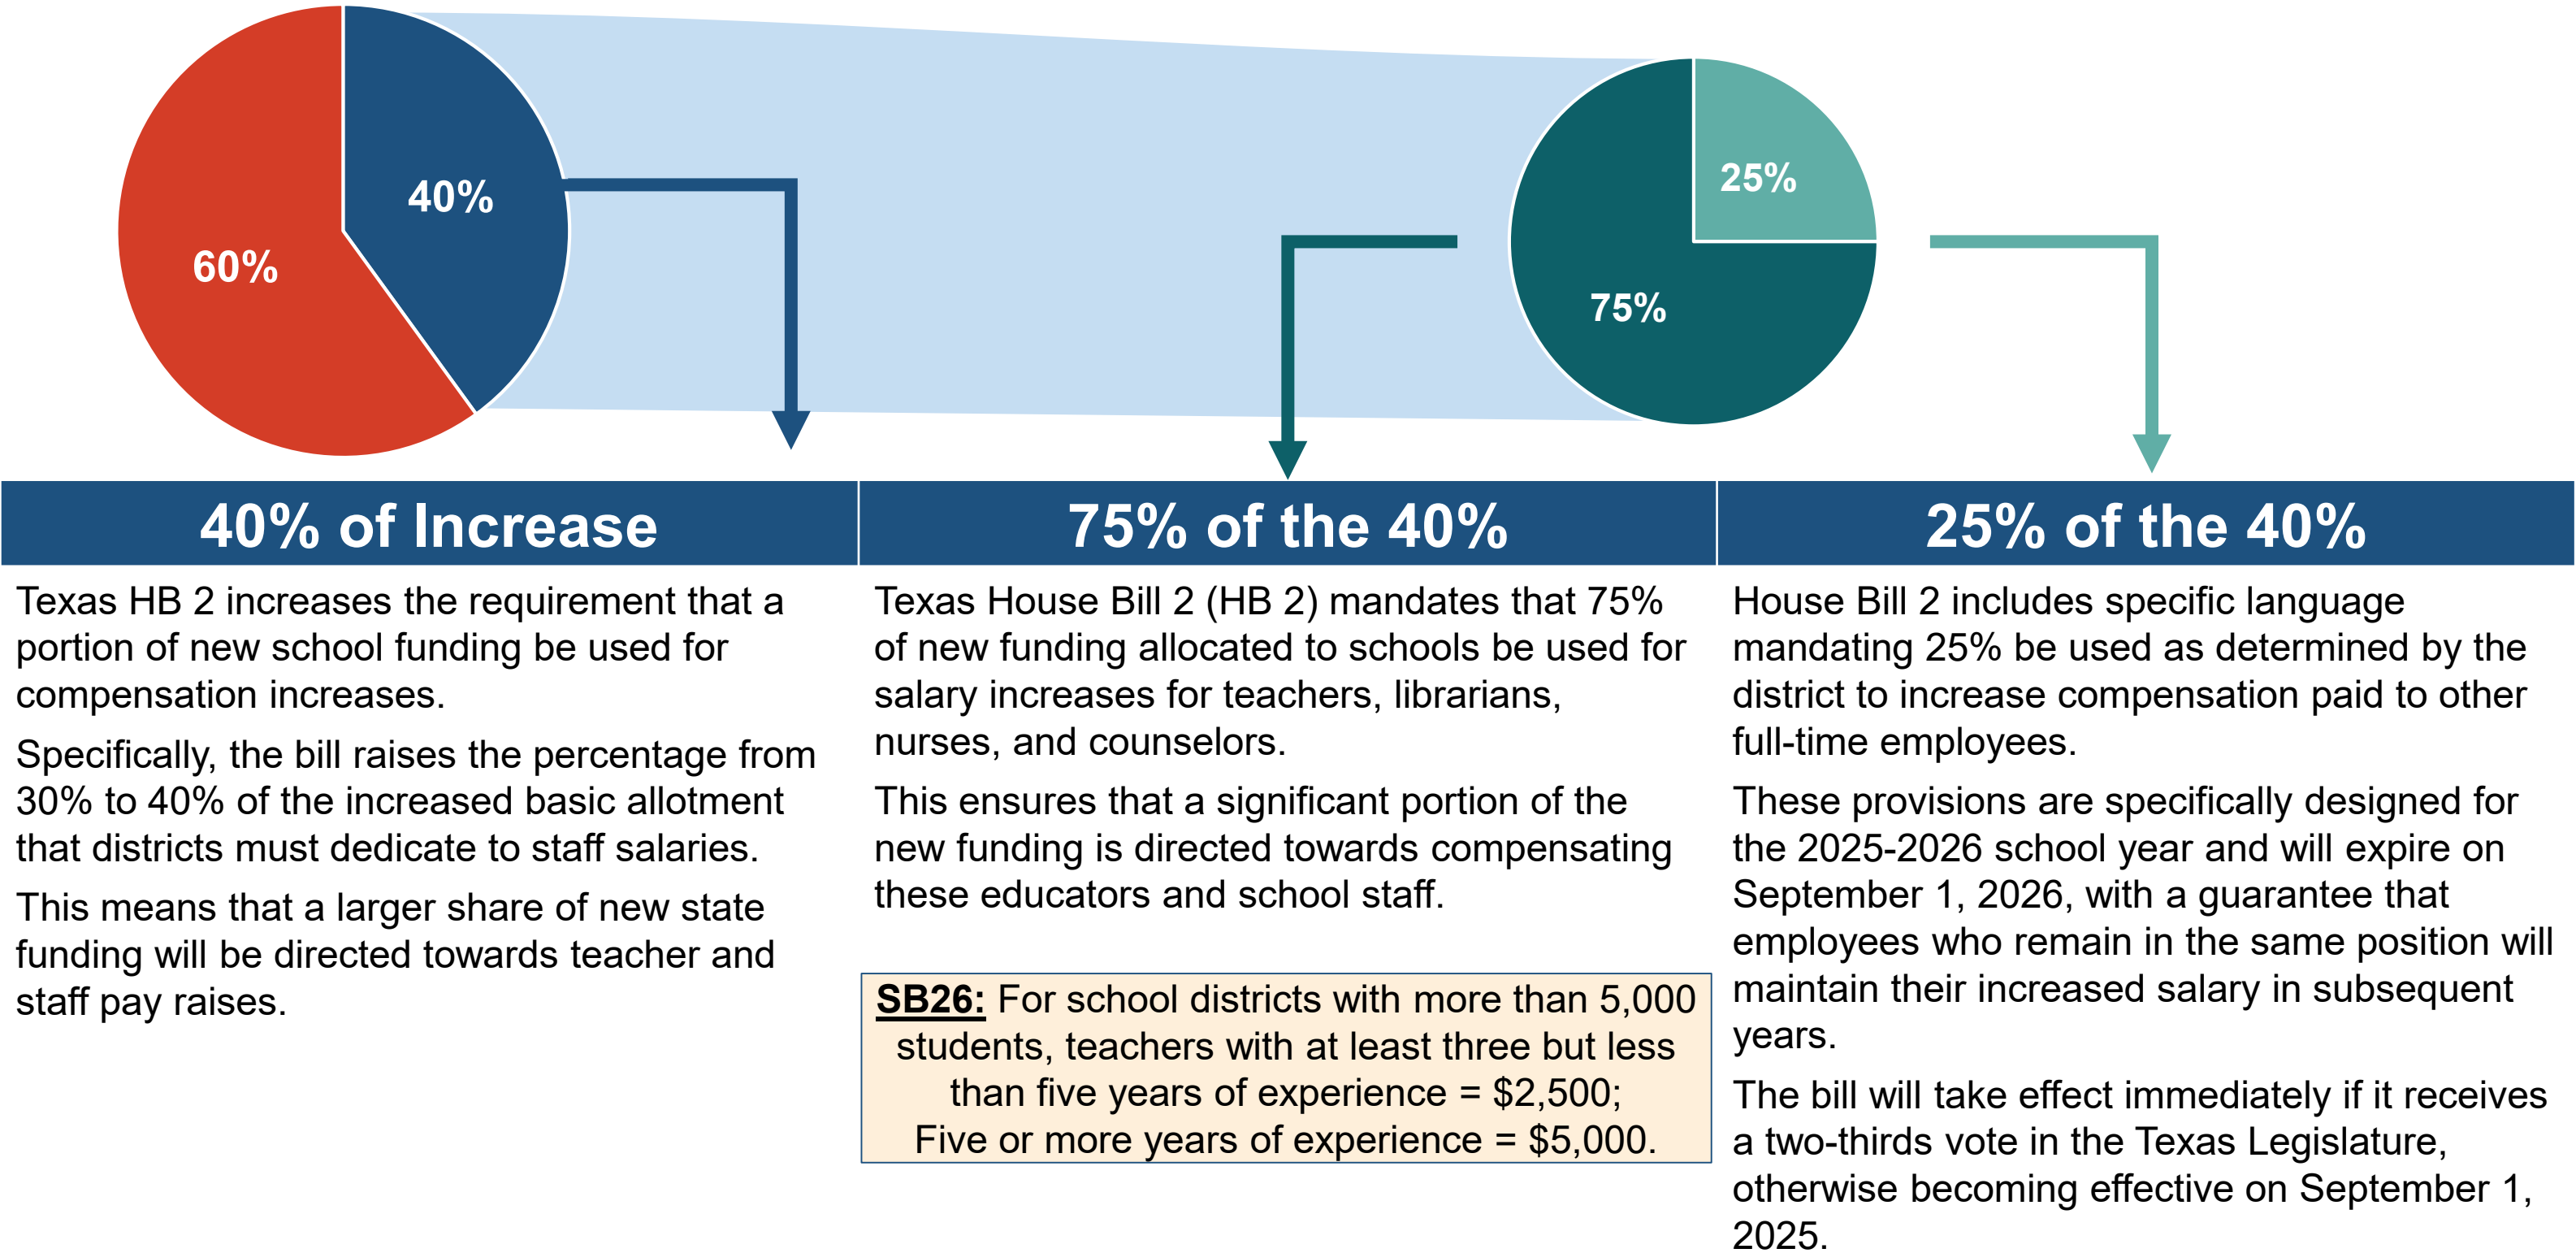 40%
60%
25%
75%
40% of Increase
Texas HB 2 increases the requirement that a
portion of new school funding be used for
compensation increases.
Specifically, the bill raises the percentage from
30% to 40% of the increased basic allotment
that districts must dedicate to staff salaries.
This means that a larger share of new state
funding will be directed towards teacher and
staff pay raises.
75% of the 40%
Texas House Bill 2 (HB 2) mandates that 75%
of new funding allocated to schools be used for
salary increases for teachers, librarians,
nurses, and counselors.
This ensures that a significant portion of the
new funding is directed towards compensating
these educators and school staff.
SB26: For school districts with more than 5,000
students, teachers with at least three but less
than five years of experience = $2,500;
Five or more years of experience = $5,000.
25% of the 40%
House Bill 2 includes specific language
mandating 25% be used as determined by the
district to increase compensation paid to other
full-time employees.
These provisions are specifically designed for
the 2025-2026 school year and will expire on
September 1, 2026, with a guarantee that
employees who remain in the same position will
maintain their increased salary in subsequent
years.
The bill will take effect immediately if it receives
a two-thirds vote in the Texas Legislature,
otherwise becoming effective on September 1,
2025.